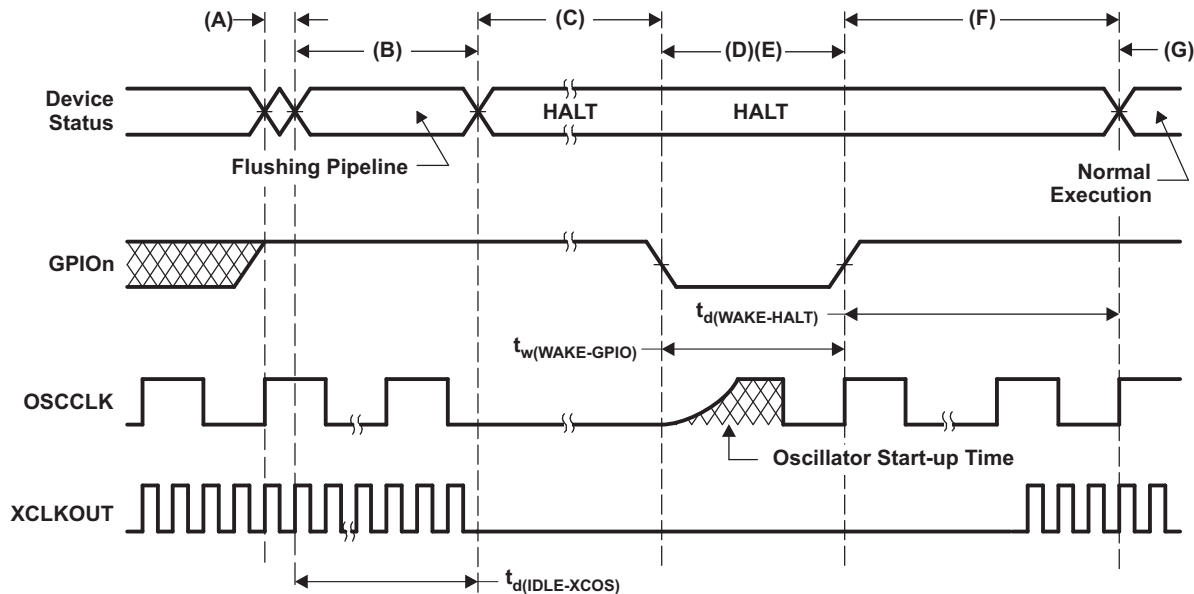 (A)
(B)
(C)
(D)(E)
(F)
(G)
Device
Status
HALT
HALT
Flushing Pipeline
Normal
Execution
GPIOn
td(WAKE-HALT)
tw(WAKE-GPIO)
OSCCLK
Oscillator Start-up Time
XCLKOUT
td(IDLE-XCOS)